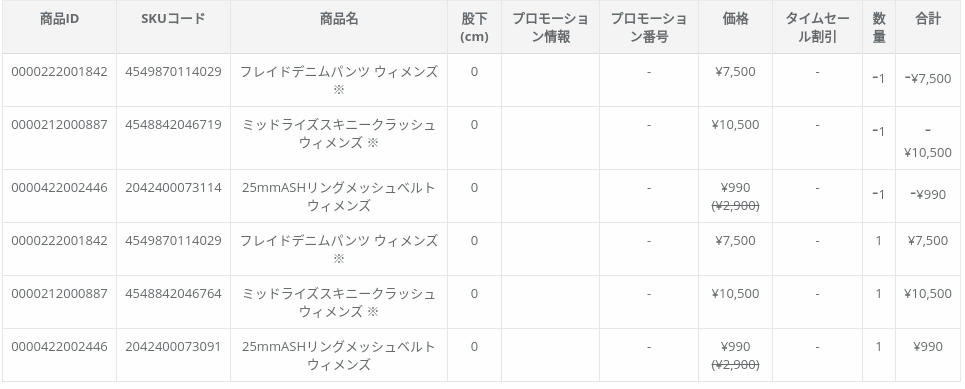 商品ID SKUコード 商品名 股下(cm) プロモーション情報 プロモーション番号 価格 タイムセール割引 数量 合計
0000222001842 4549870114029 フレイドデニムパンツ ウィメンズ ※ 0 - ¥7,500 - -1 -¥7,500
0000212000887 4548842046719 ミッドライズスキニークラッシュ ウィメンズ ※ 0 - ¥10,500 - -1 -¥10,500
0000422002446 2042400073114 25mmASHリングメッシュベルト ウィメンズ 0 - ¥990 (¥2,900) - -1 -¥990
0000222001842 4549870114029 フレイドデニムパンツ ウィメンズ ※ 0 - ¥7,500 - 1 ¥7,500
0000212000887 4548842046764 ミッドライズスキニークラッシュ ウィメンズ ※ 0 - ¥10,500 - 1 ¥10,500
0000422002446 2042400073091 25mmASHリングメッシュベルト ウィメンズ 0 - ¥990 (¥2,900) - 1 ¥990